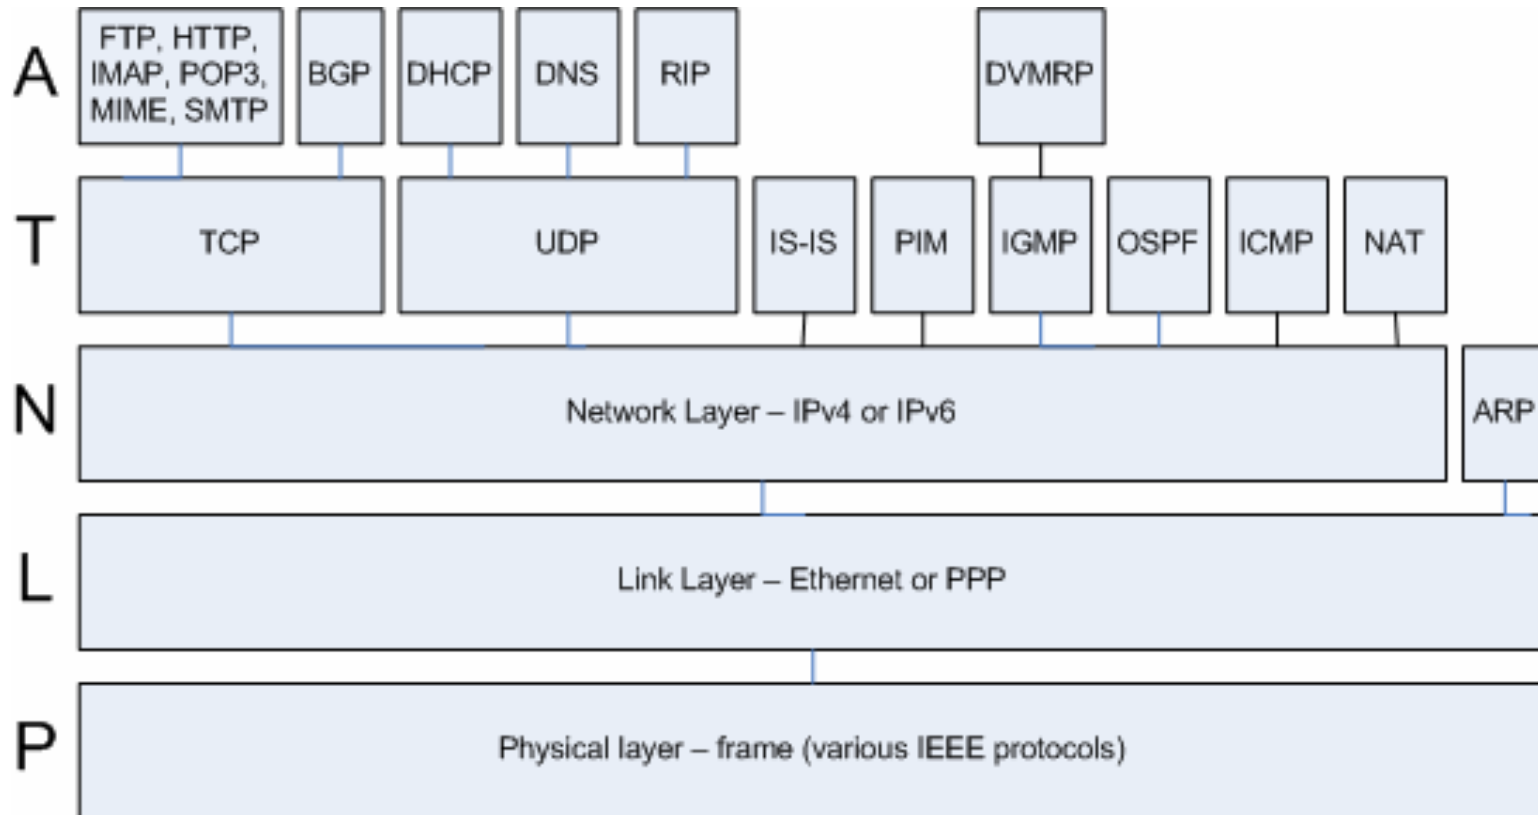 A
FTP, HTTP,
IMAP, POP3,
MIME, SMTP
BGP
DHCP
DNS
RIP
DVMRP
T
TCP
UDP
IS-IS
PIM
IGMP
OSPF
ICMP
NAT
N
Network Layer – IPv4 or IPv6
ARP
L
Link Layer – Ethernet or PPP
P
Physical layer – frame (various IEEE protocols)